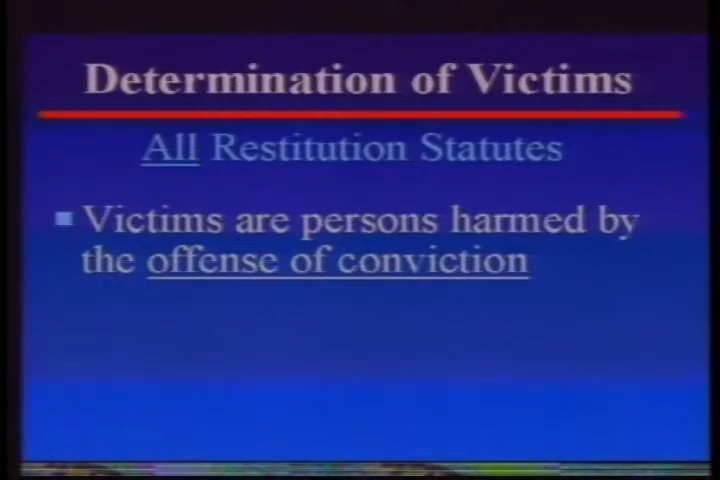 Determination of Victims
All Restitution Statutes
Victims are persons harmed by
the offense of conviction